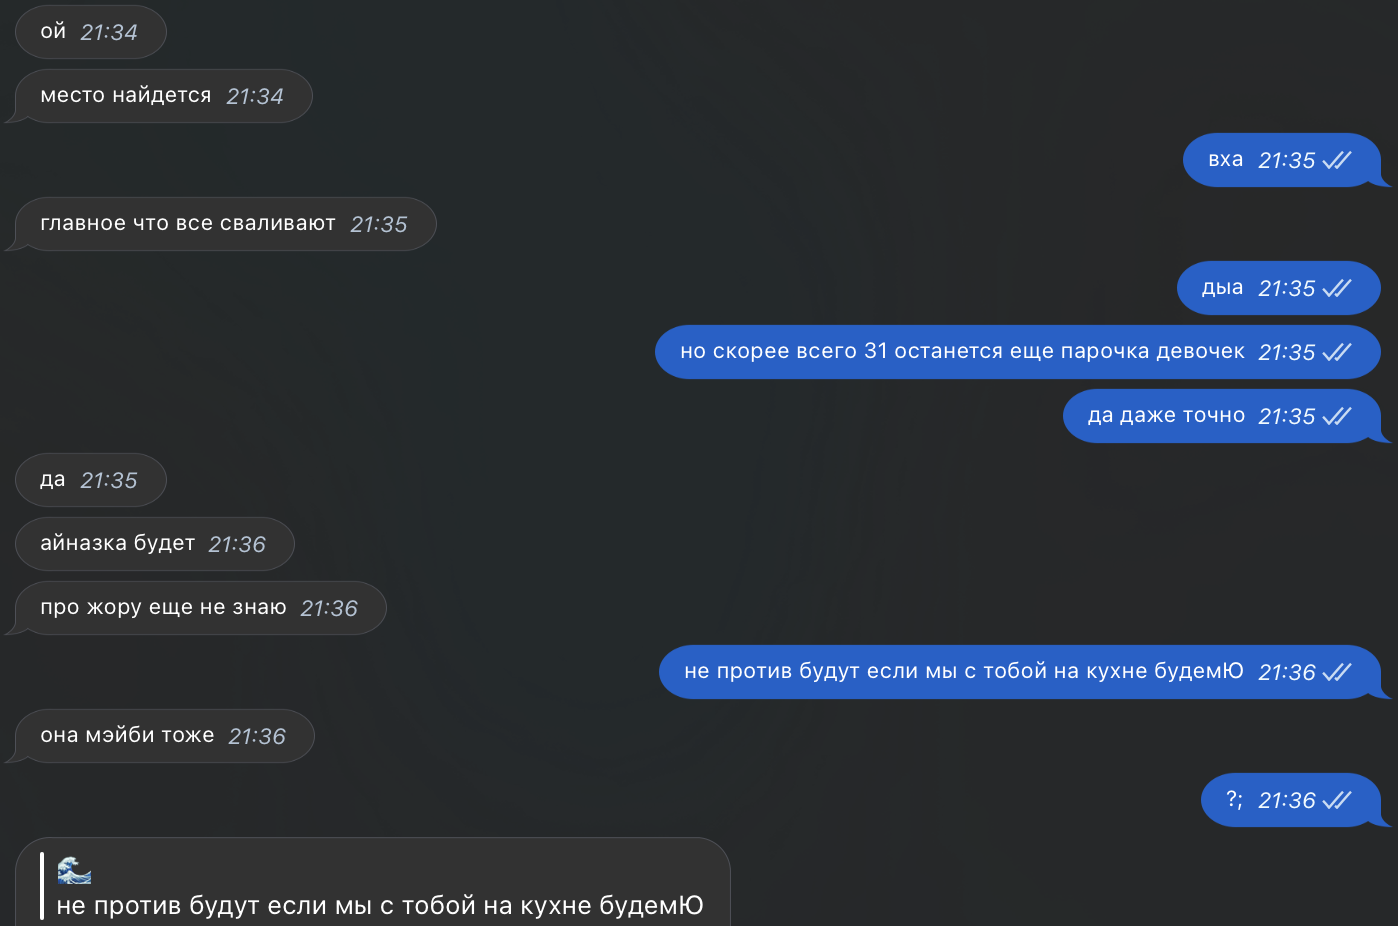 ой 21:34
место найдется 21:34
вха 21:35
главное что все сваливают 21:35
дыа 21:35
но скорее всего 31 останется еще парочка девочек 21:35
да даже точно 21:35
да 21:35
айназка будет 21:36
про жору еще не знаю 21:36
не против будут если мы с тобой на кухне будемЮ 21:36
она мэйби тоже 21:36
?; 21:36
🌊
не против будут если мы с тобой на кухне будемЮ